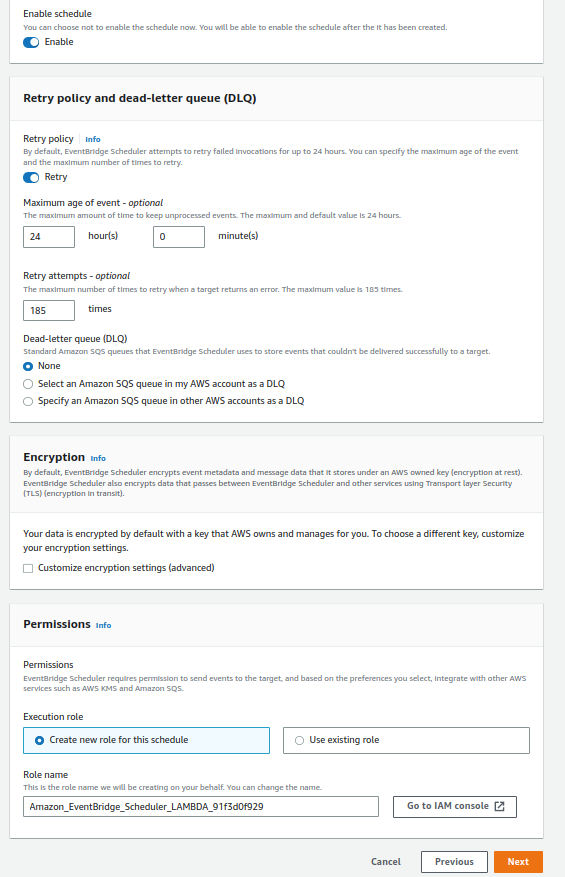 Enable schedule
You can choose not to enable the schedule now. You will be able to enable the schedule after the it has been created.
Enable
Retry policy and dead-letter queue (DLQ)
Retry policy Info
By default, EventBridge Scheduler attempts to retry failed invocations for up to 24 hours. You can specify the maximum age of the event
and the maximum number of times to retry.
Retry
Maximum age of event - optional
The maximum amount of time to keep unprocessed events. The maximum and default value is 24 hours.
24 hour(s) 0 minute(s)
Retry attempts - optional
The maximum number of times to retry when a target returns an error. The maximum value is 185 times.
185 times
Dead-letter queue (DLQ)
Standard Amazon SQS queues that EventBridge Scheduler uses to store events that couldn't be delivered successfully to a target.
None
Select an Amazon SQS queue in my AWS account as a DLQ
Specify an Amazon SQS queue in other AWS accounts as a DLQ
Encryption Info
By default, EventBridge Scheduler encrypts event metadata and message data that it stores under an AWS owned key (encryption at rest).
EventBridge Scheduler also encrypts data that passes between EventBridge Scheduler and other services using Transport layer Security
(TLS) (encryption in transit).
Your data is encrypted by default with a key that AWS owns and manages for you. To choose a different key, customize
your encryption settings.
Customize encryption settings (advanced)
Permissions Info
Permissions
EventBridge Scheduler requires permission to send events to the target, and based on the preferences you select, integrate with other AWS
services such as AWS KMS and Amazon SQS.
Execution role
Create new role for this schedule
Use existing role
Role name
This is the role name we will be creating on your behalf. You can change the name.
Amazon_EventBridge_Scheduler_LAMBDA_91f3d0f929
Go to IAM console
Cancel Previous Next